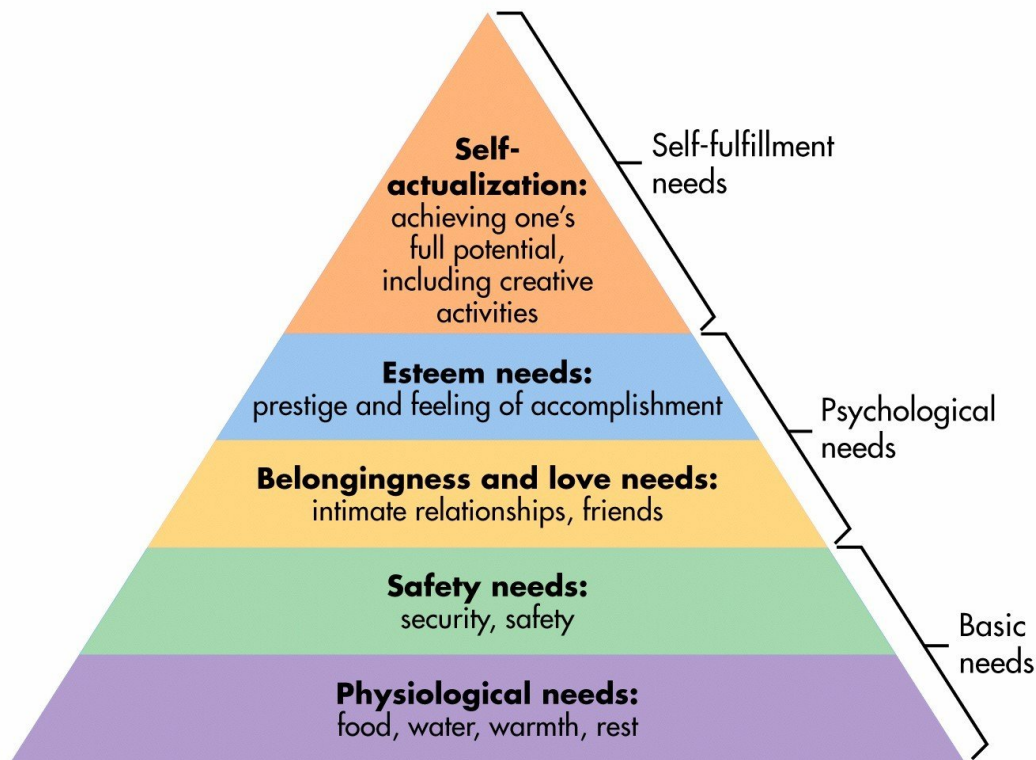 Self-
actualization:
achieving one's
full potential,
including creative
activities
Self-fulfillment
needs
Esteem needs:
prestige and feeling of accomplishment
Belongingness and love needs:
intimate relationships, friends
Psychological
needs
Safety needs:
security, safety
Physiological needs:
food, water, warmth, rest
Basic
needs